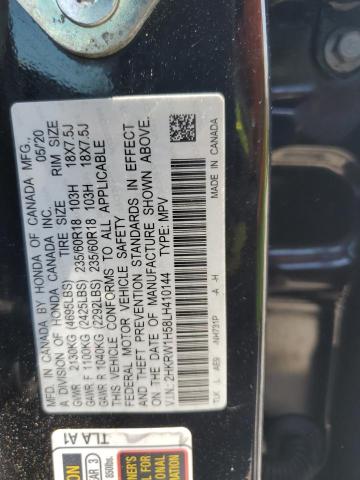 MFD. IN CANADA BY HONDA OF CANADA MFG.,
A DIVISION OF HONDA CANADA INC. 05/20
TIRE SIZE RIM SIZE
GVWR 2130KG (4695LBS)
GAWR F 1100KG (2425LBS) 235/60R18 103H 18X7.5J
GAWR R 1040KG (2292LBS) 235/60R18 103H 18X7.5J
THIS VEHICLE CONFORMS TO ALL APPLICABLE
FEDERAL MOTOR VEHICLE SAFETY
AND THEFT PREVENTION STANDARDS IN EFFECT
ON THE DATE OF MANUFACTURE SHOWN ABOVE.
V.I.N.: 2HKRW1H58LH410144 TYPE: MPV
NH731P -A -H
MADE IN CANADA
TLA A1
8500lbs.